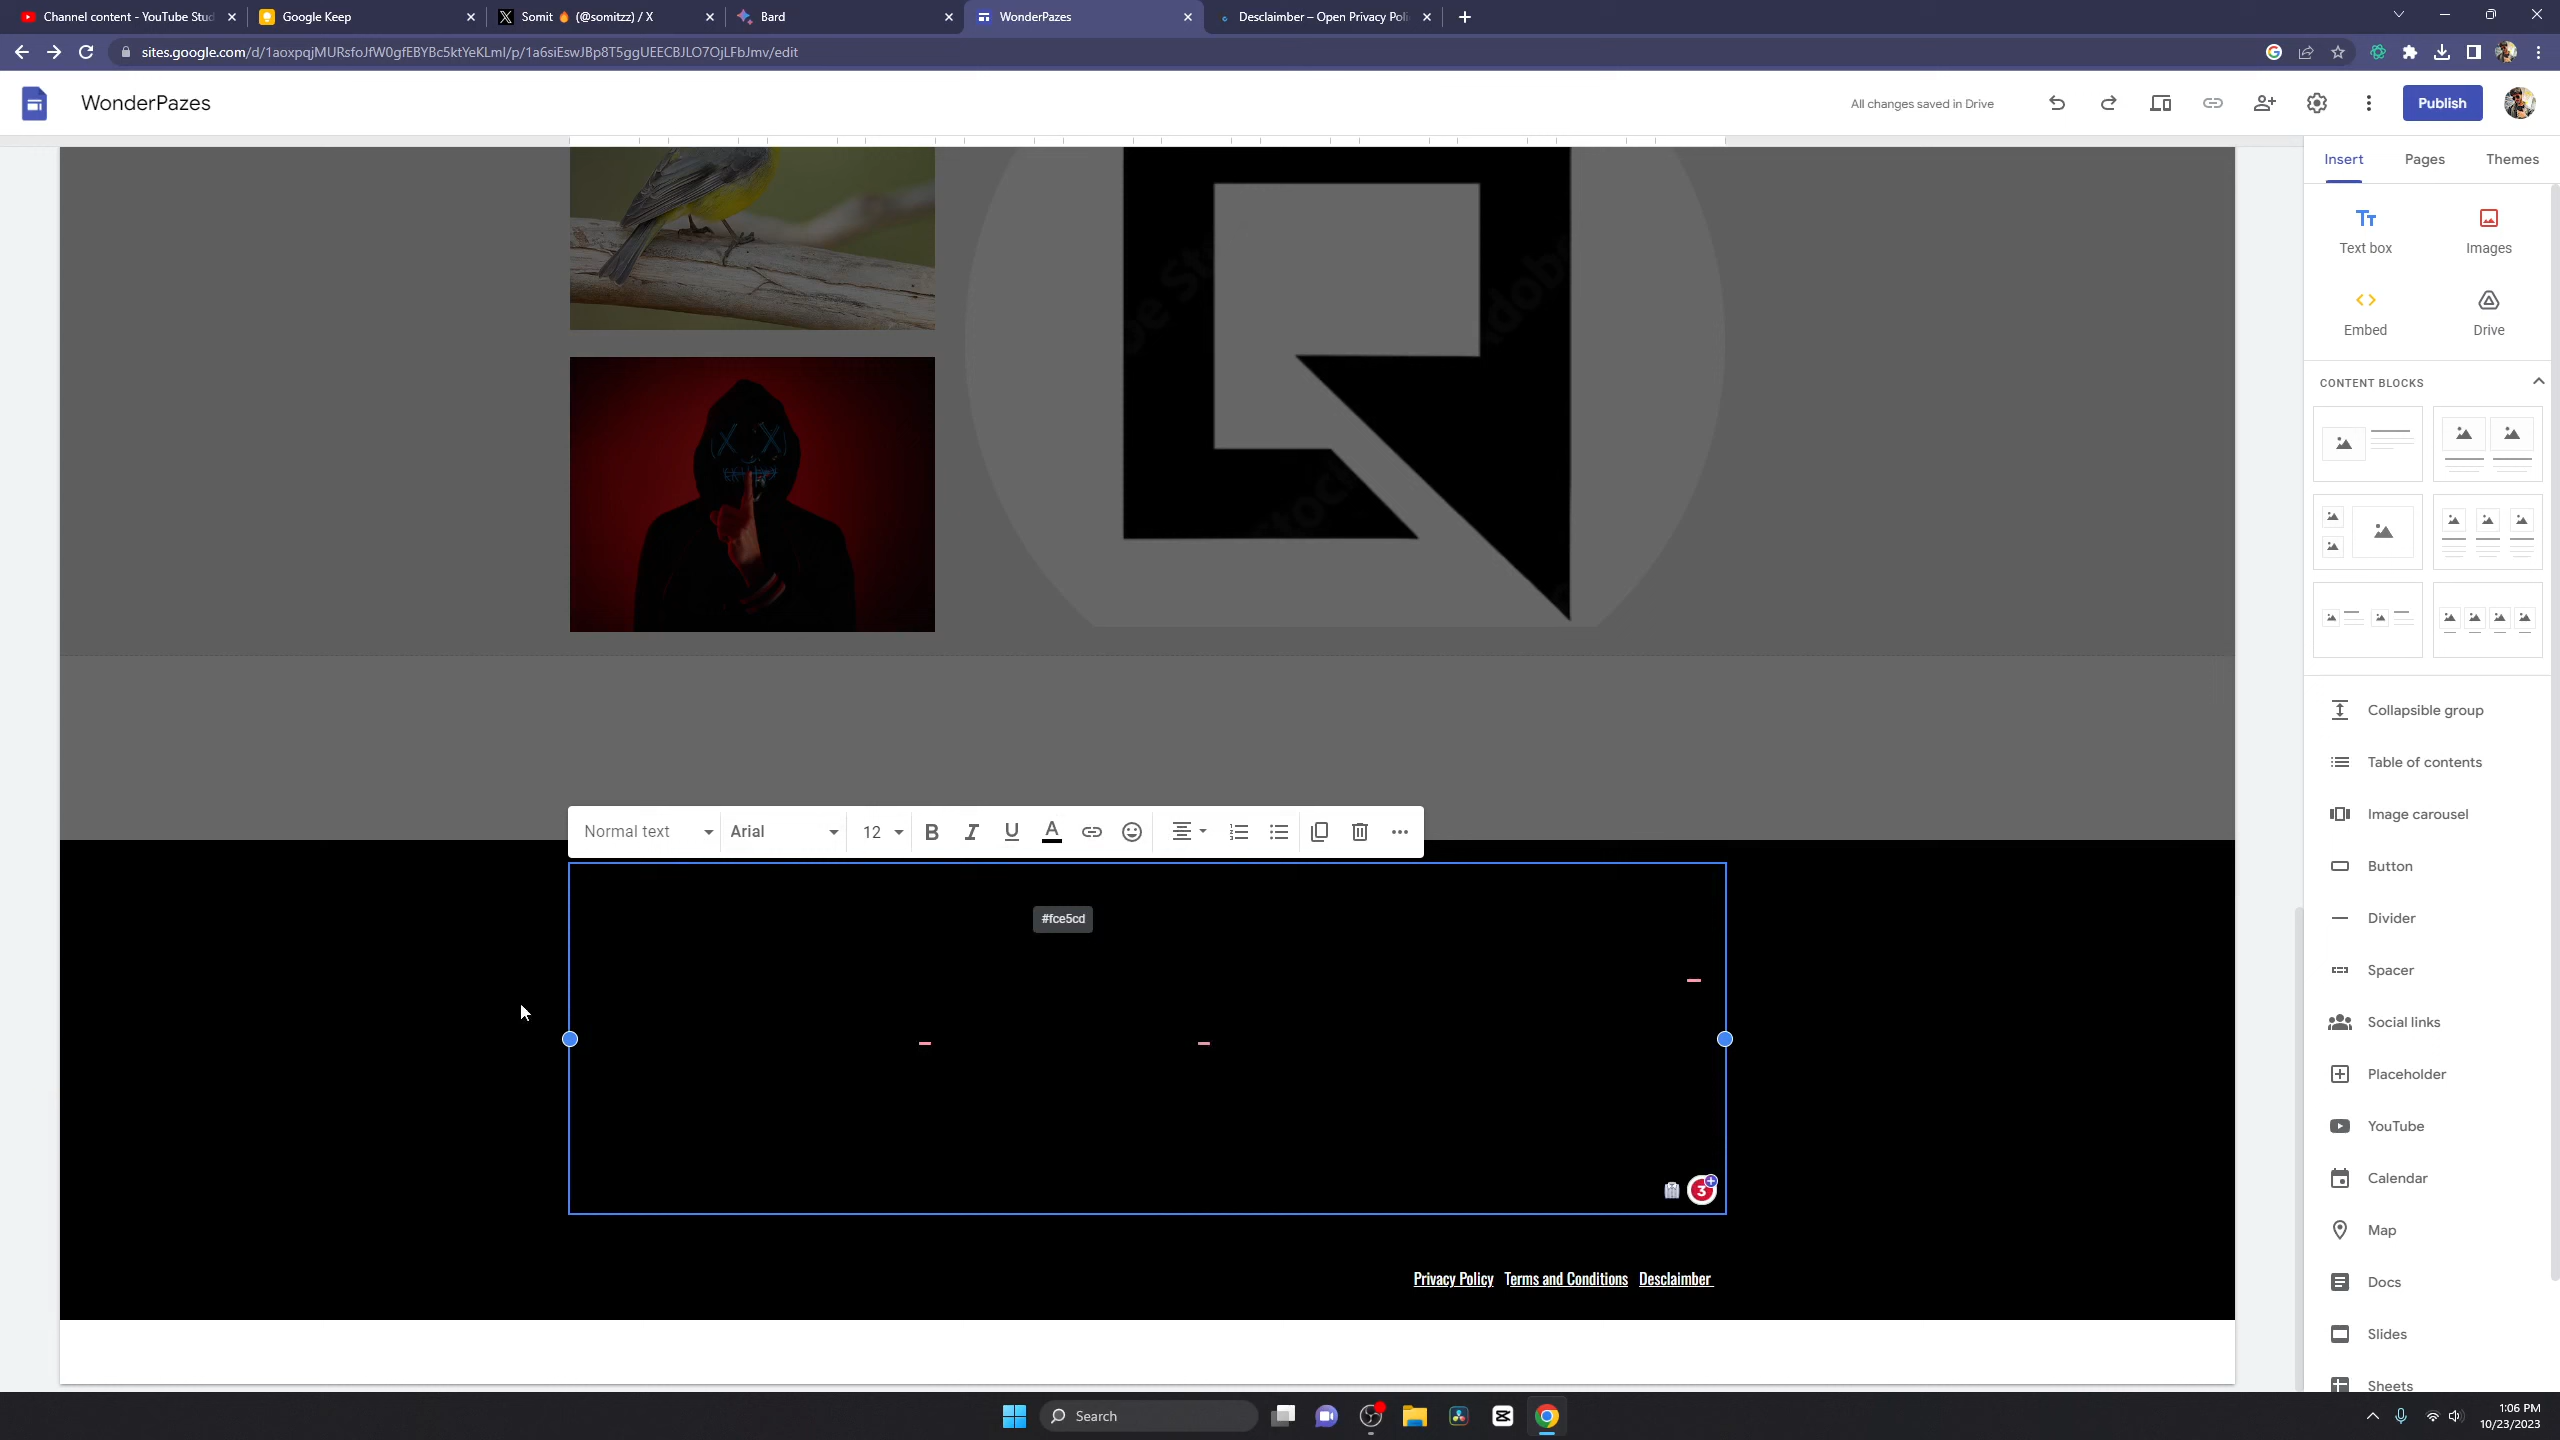 Channel content - YouTube Stud
Google Keep
Somit 🔥 (@somitzz) / X
Bard
WonderPazes
Desclaimber – Open Privacy Poli
sites.google.com/d/1aoxpqjMURsfoJfW0gfEBYBc5ktYeKLmI/p/1a6siEswJBp8T5ggUEECBJLO7OjLFbJmv/edit
WonderPazes
All changes saved in Drive
Publish
Insert
Pages
Themes
Text box
Images
Embed
Drive
CONTENT BLOCKS
Collapsible group
Table of contents
Image carousel
Button
Divider
Spacer
Social links
Placeholder
YouTube
Calendar
Map
Docs
Slides
Sheets
Normal text
Arial
12
#fce5cd
3
Privacy Policy Terms and Conditions Desclaimber
Search
1:06 PM
10/23/2023